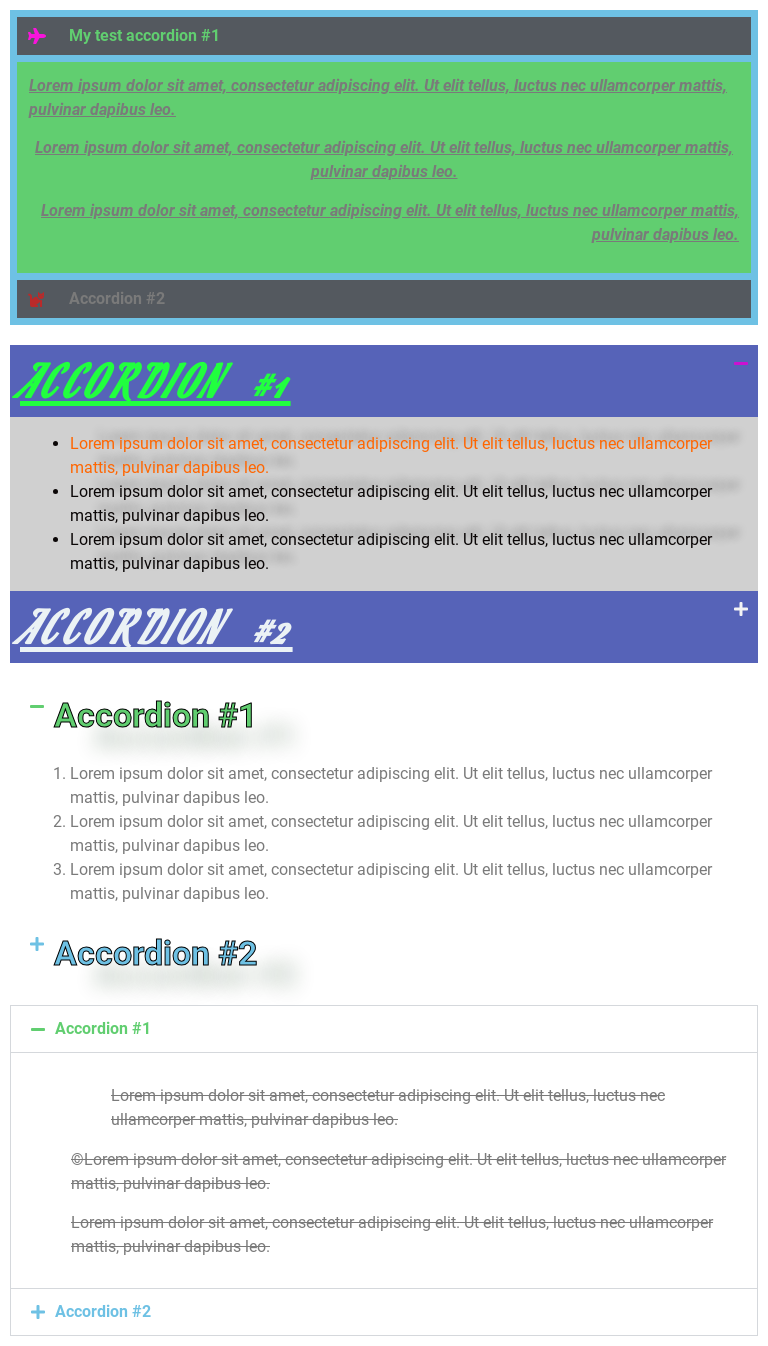 My test accordion #1
Lorem ipsum dolor sit amet, consectetur adipiscing elit. Ut elit tellus, luctus nec ullamcorper mattis,
pulvinar dapibus leo.
Lorem ipsum dolor sit amet, consectetur adipiscing elit. Ut elit tellus, luctus nec ullamcorper mattis,
pulvinar dapibus leo.
Lorem ipsum dolor sit amet, consectetur adipiscing elit. Ut elit tellus, luctus nec ullamcorper mattis,
pulvinar dapibus leo.
Accordion #2
ACCORDION #1
• Lorem ipsum dolor sit amet, consectetur adipiscing elit. Ut elit tellus, luctus nec ullamcorper
mattis, pulvinar dapibus leo.
• Lorem ipsum dolor sit amet, consectetur adipiscing elit. Ut elit tellus, luctus nec ullamcorper
mattis, pulvinar dapibus leo.
• Lorem ipsum dolor sit amet, consectetur adipiscing elit. Ut elit tellus, luctus nec ullamcorper
mattis, pulvinar dapibus leo.
ACCORDION #2
Accordion #1
1. Lorem ipsum dolor sit amet, consectetur adipiscing elit. Ut elit tellus, luctus nec ullamcorper
mattis, pulvinar dapibus leo.
2. Lorem ipsum dolor sit amet, consectetur adipiscing elit. Ut elit tellus, luctus nec ullamcorper
mattis, pulvinar dapibus leo.
3. Lorem ipsum dolor sit amet, consectetur adipiscing elit. Ut elit tellus, luctus nec ullamcorper
mattis, pulvinar dapibus leo.
Accordion #2
Accordion #1
Lorem ipsum dolor sit amet, consectetur adipiscing elit. Ut elit tellus, luctus nec
ullamcorper mattis, pulvinar dapibus leo.
©Lorem ipsum dolor sit amet, consectetur adipiscing elit. Ut elit tellus, luctus nec ullamcorper
mattis, pulvinar dapibus leo.
Lorem ipsum dolor sit amet, consectetur adipiscing elit. Ut elit tellus, luctus nec ullamcorper
mattis, pulvinar dapibus leo.
Accordion #2